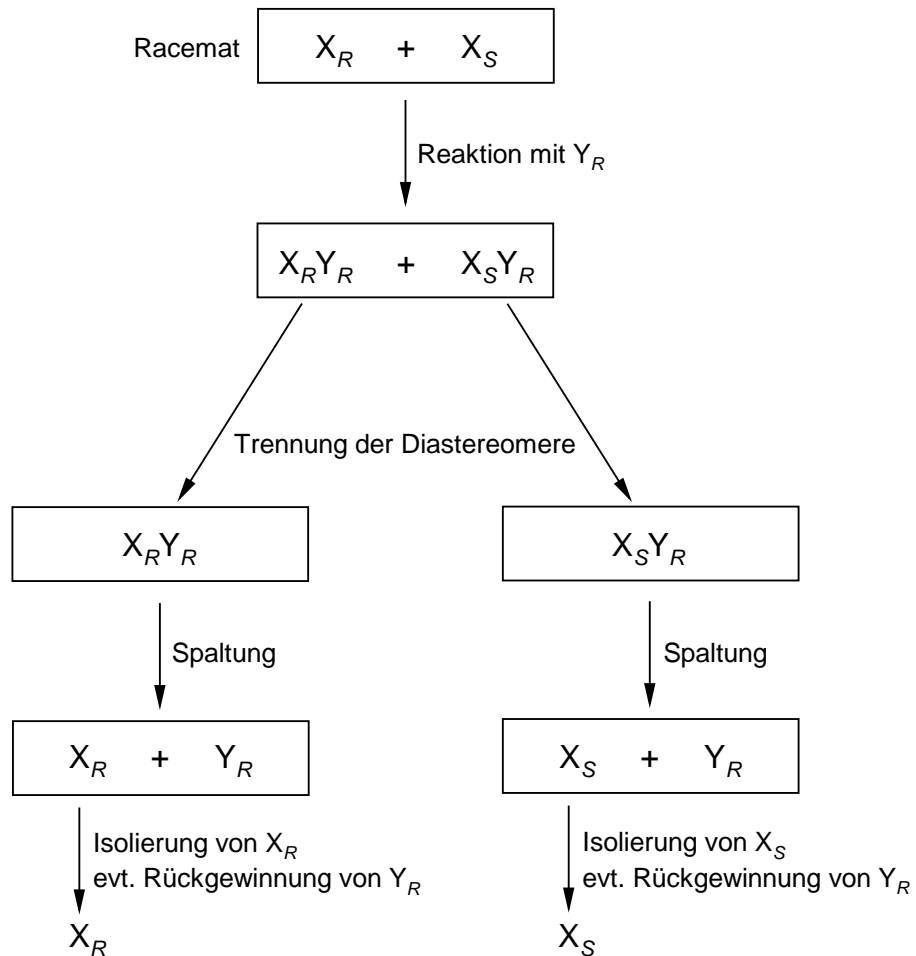 Racemat X_R + X_S
Reaktion mit Y_R
X_RY_R + X_SY_R
Trennung der Diastereomere
X_RY_R X_SY_R
Spaltung Spaltung
X_R + Y_R X_S + Y_R
Isolierung von X_R Isolierung von X_S
evt. Rückgewinnung von Y_R evt. Rückgewinnung von Y_R
X_R X_S